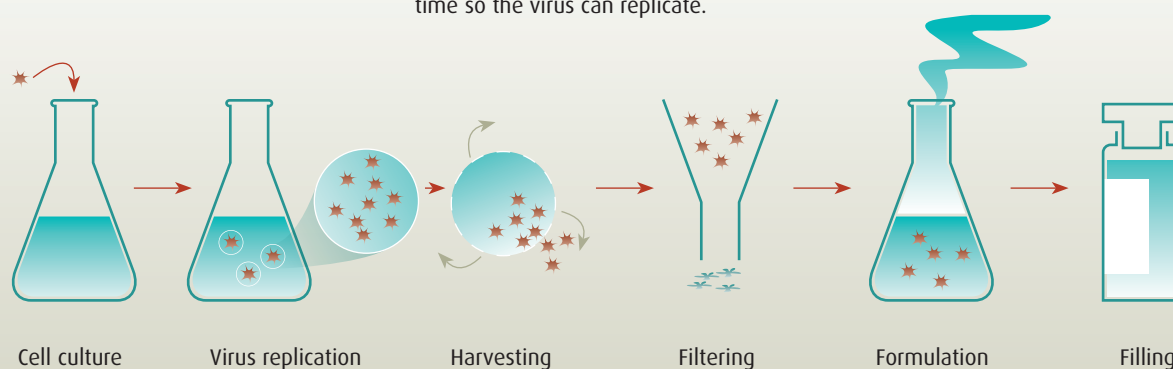 time so the virus can replicate.
Cell culture
Virus replication
Harvesting
Filtering
Formulation
Filling